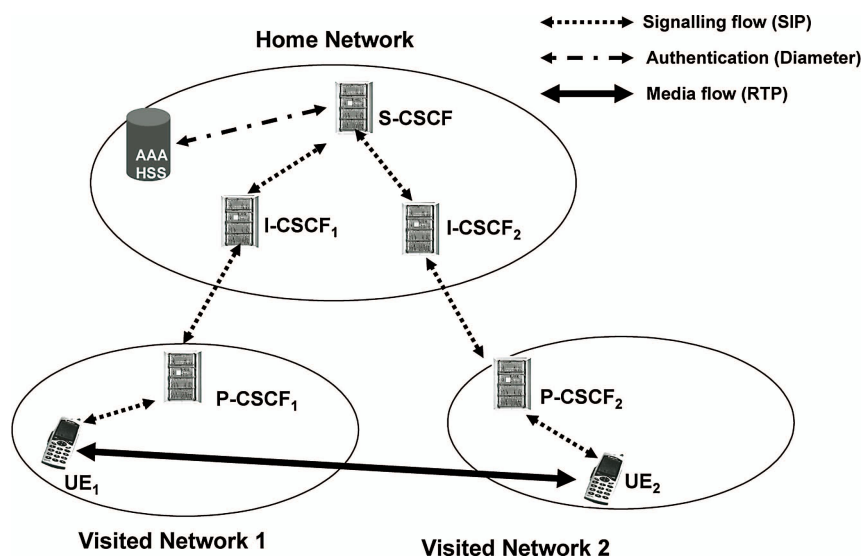 Signalling flow (SIP)
Authentication (Diameter)
Media flow (RTP)
Home Network
S-CSCF
AAA
HSS
I-CSCF₁
I-CSCF₂
P-CSCF₁
P-CSCF₂
UE₁
UE₂
Visited Network 1
Visited Network 2